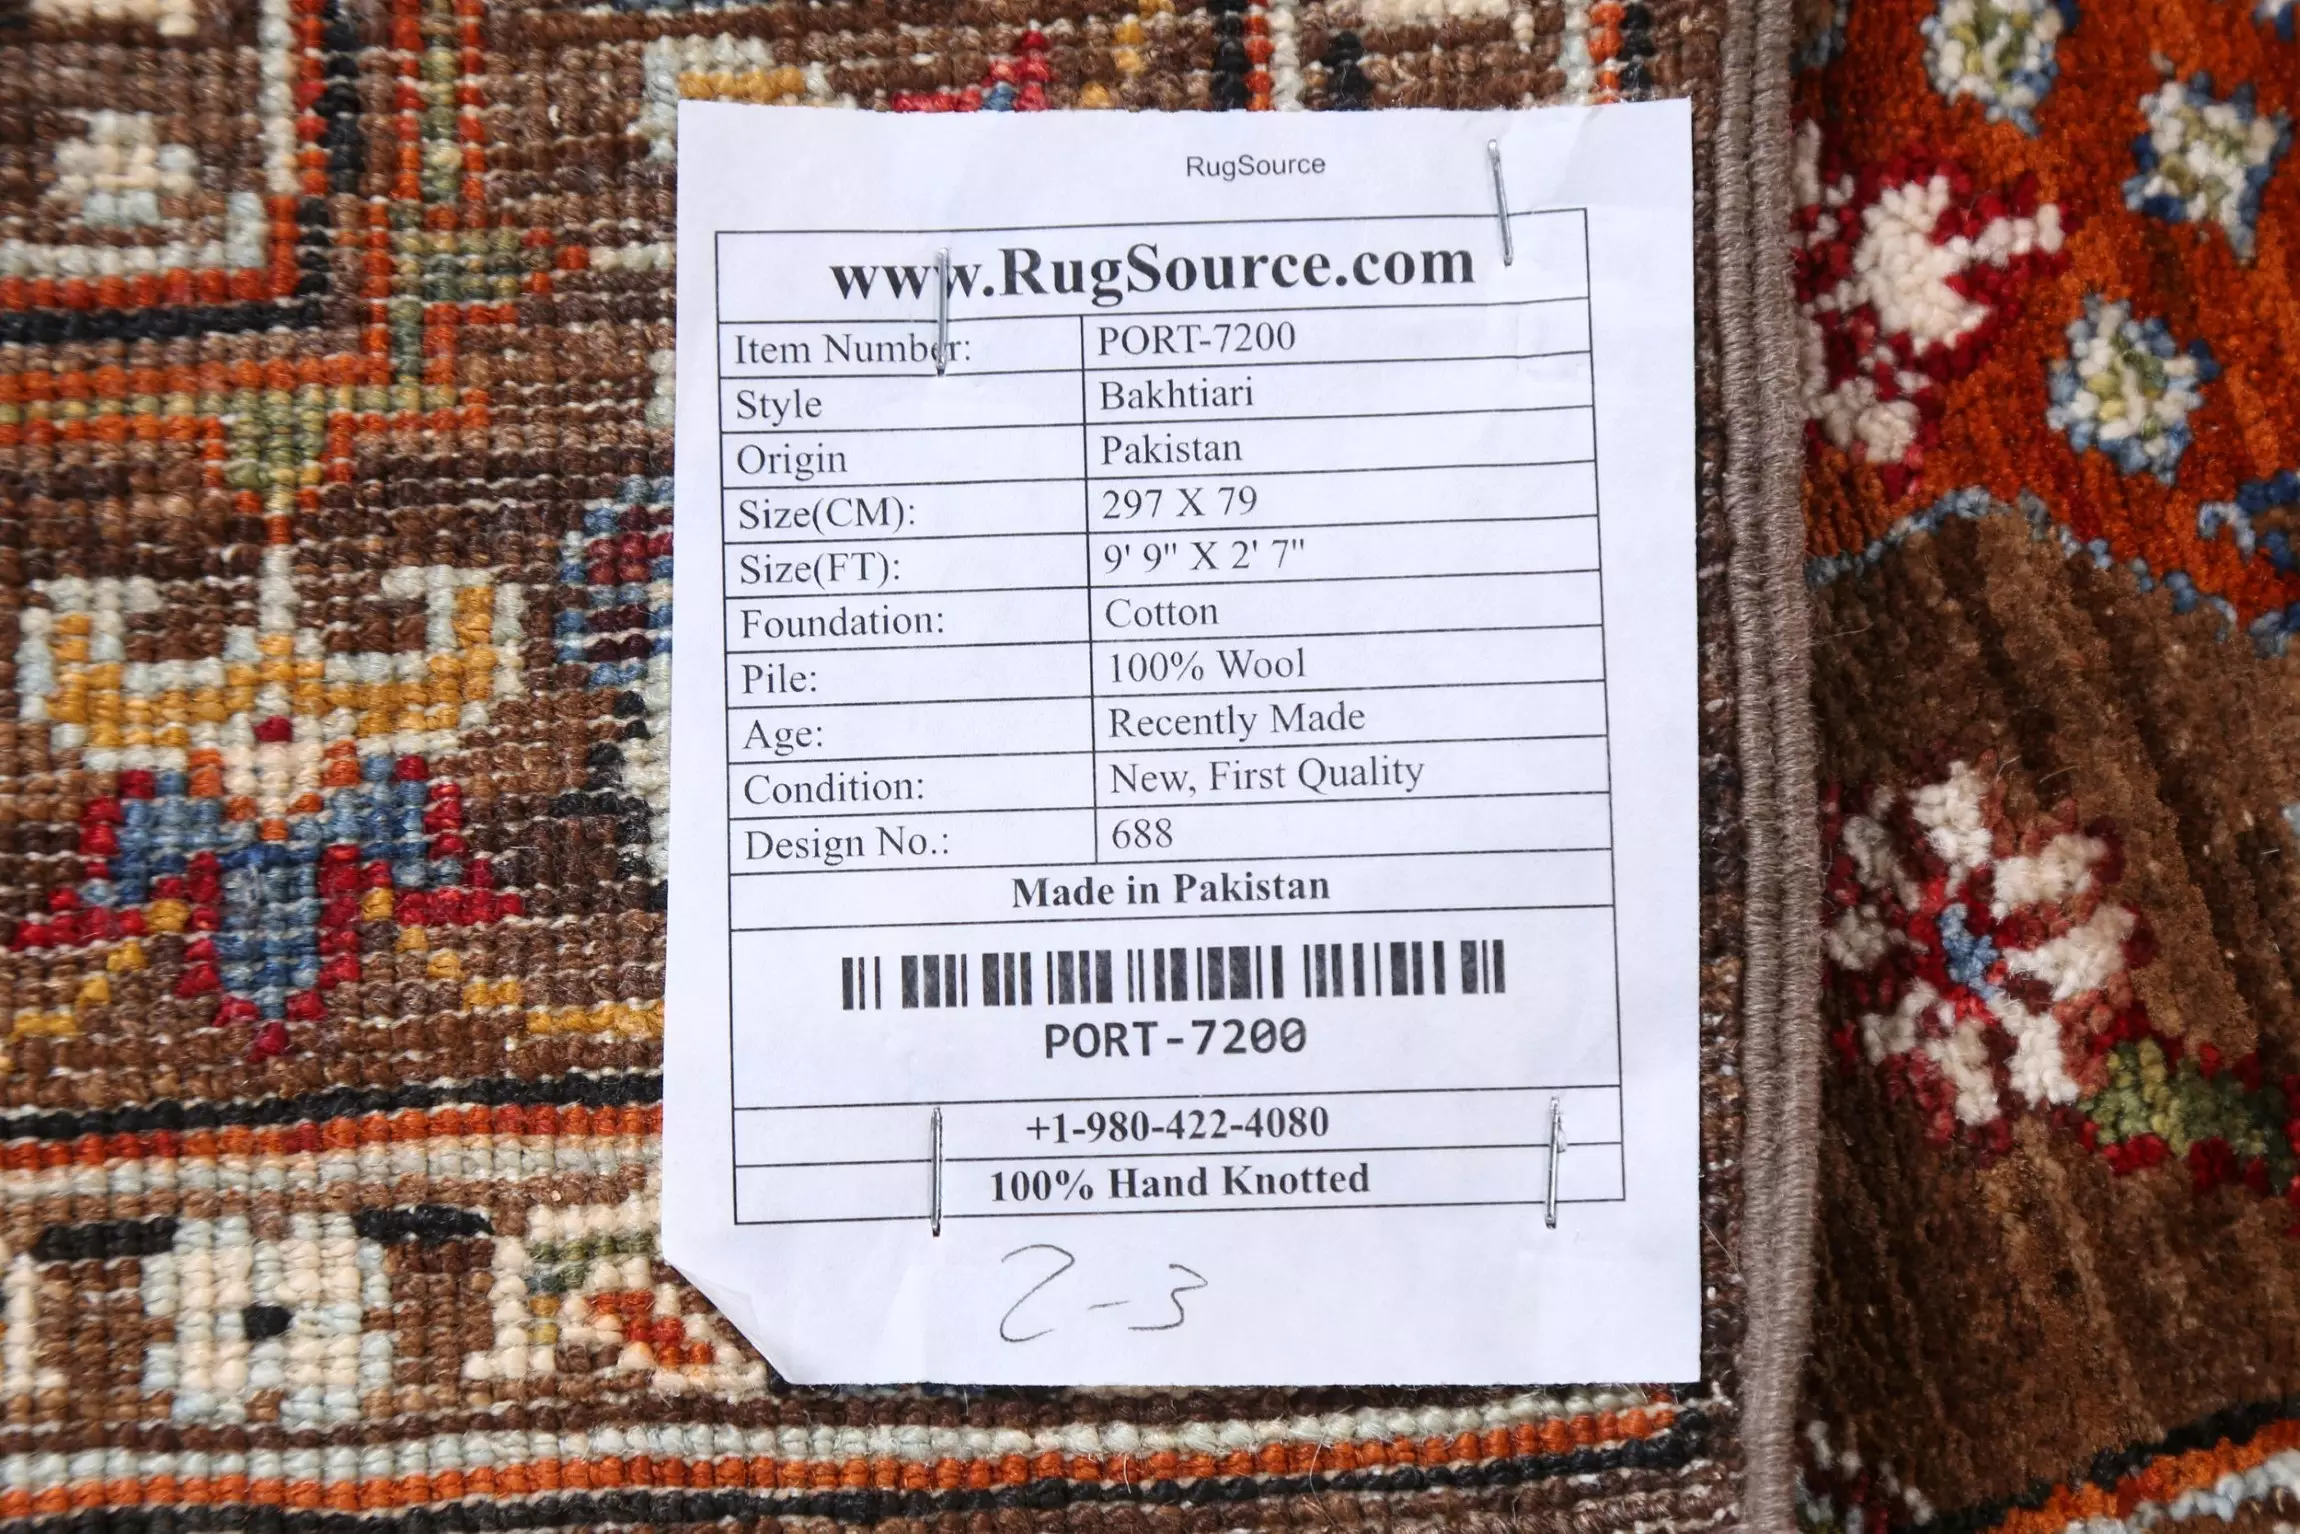 RugSource
www.RugSource.com
Item Number: PORT-7200
Style Bakhtiari
Origin Pakistan
Size(CM): 297 X 79
Size(FT): 9' 9" X 2' 7"
Foundation: Cotton
Pile: 100% Wool
Age: Recently Made
Condition: New, First Quality
Design No.: 688
Made in Pakistan
PORT-7200
+1-980-422-4080
100% Hand Knotted
2-3